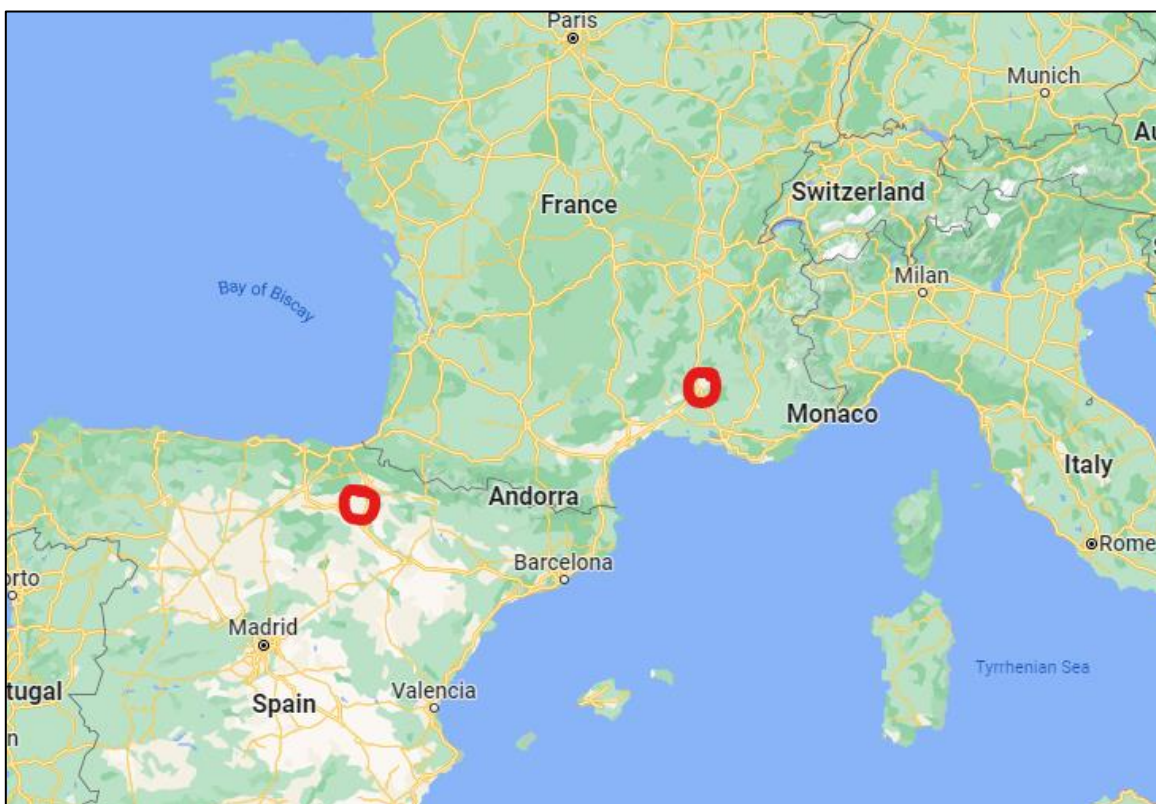 Paris
Munich
Au
Switzerland
France
Milan
Bay of Biscay
Monaco
Italy
Andorra
Rome
Barcelona
orto
Madrid
Tyrrhenian Sea
tugal
Valencia
Spain
n
S